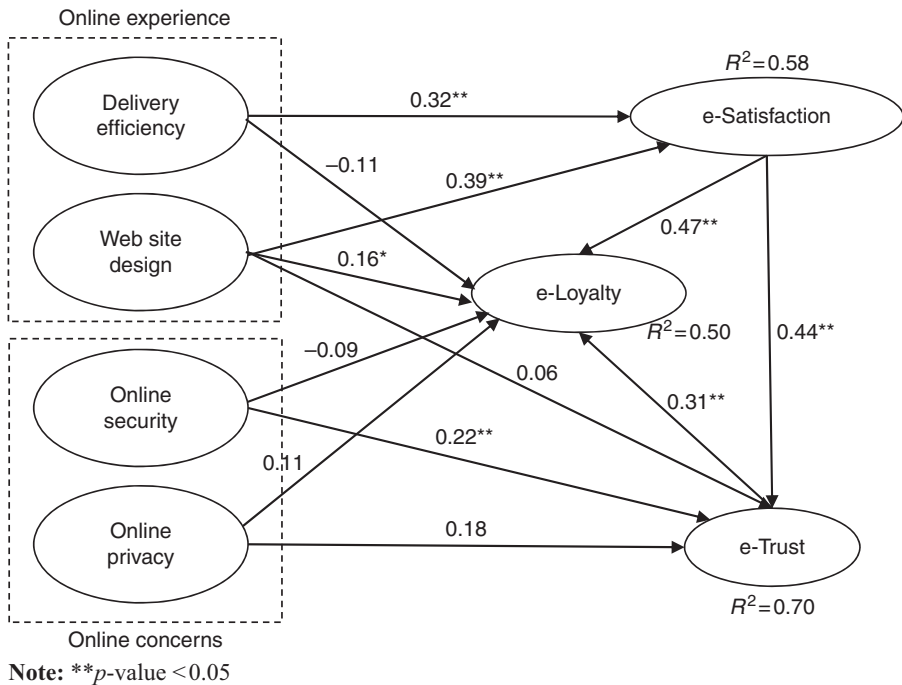 Online experience
R² = 0.58
Delivery
efficiency
0.32**
e-Satisfaction
–0.11
0.39**
Web site
design
0.16*
0.47**
e-Loyalty
R² = 0.50
–0.09
0.06
0.44**
Online
security
0.31**
0.22**
0.11
Online
privacy
0.18
e-Trust
R² = 0.70
Online concerns
Note: **p-value <0.05